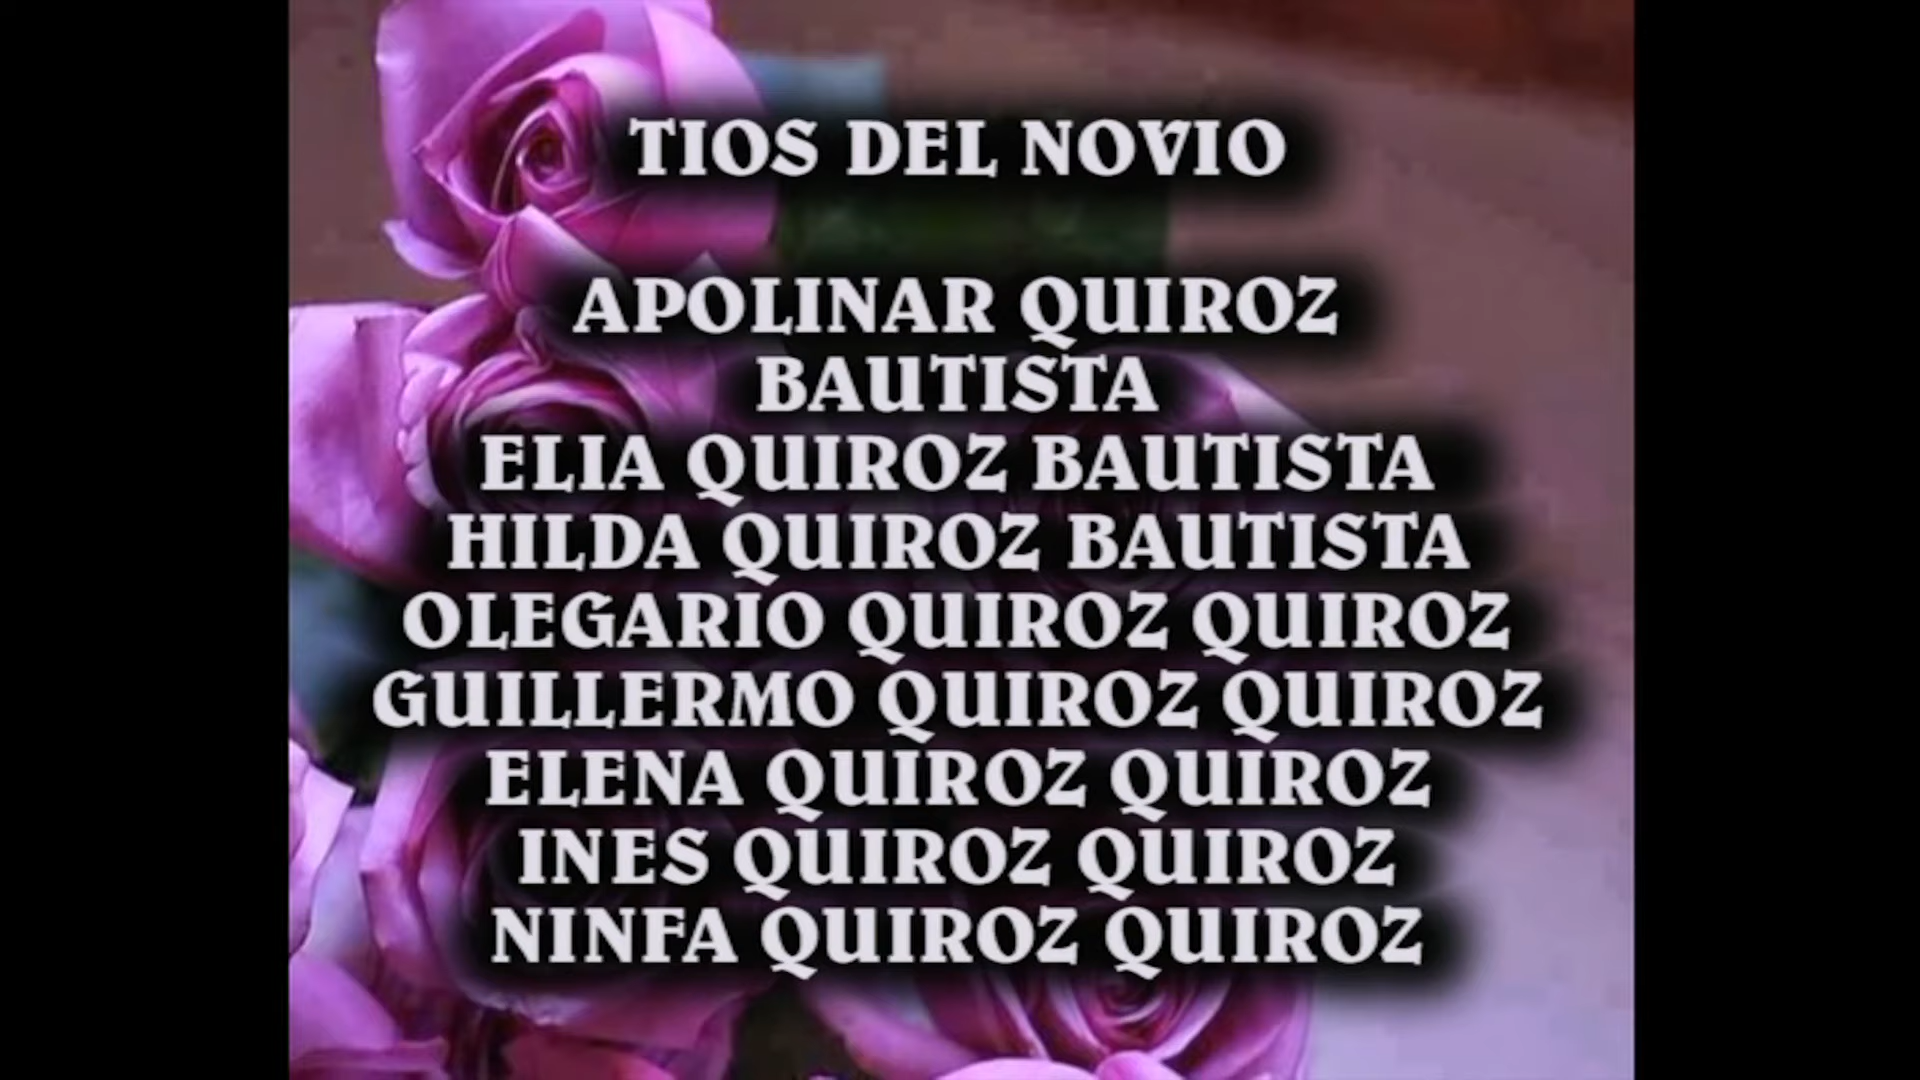 TIOS DEL NOVIO
APOLINAR QUIROZ
BAUTISTA
ELIA QUIROZ BAUTISTA
HILDA QUIROZ BAUTISTA
OLEGARIO QUIROZ QUIROZ
GUILLERMO QUIROZ QUIROZ
ELENA QUIROZ QUIROZ
INES QUIROZ QUIROZ
NINFA QUIROZ QUIROZ